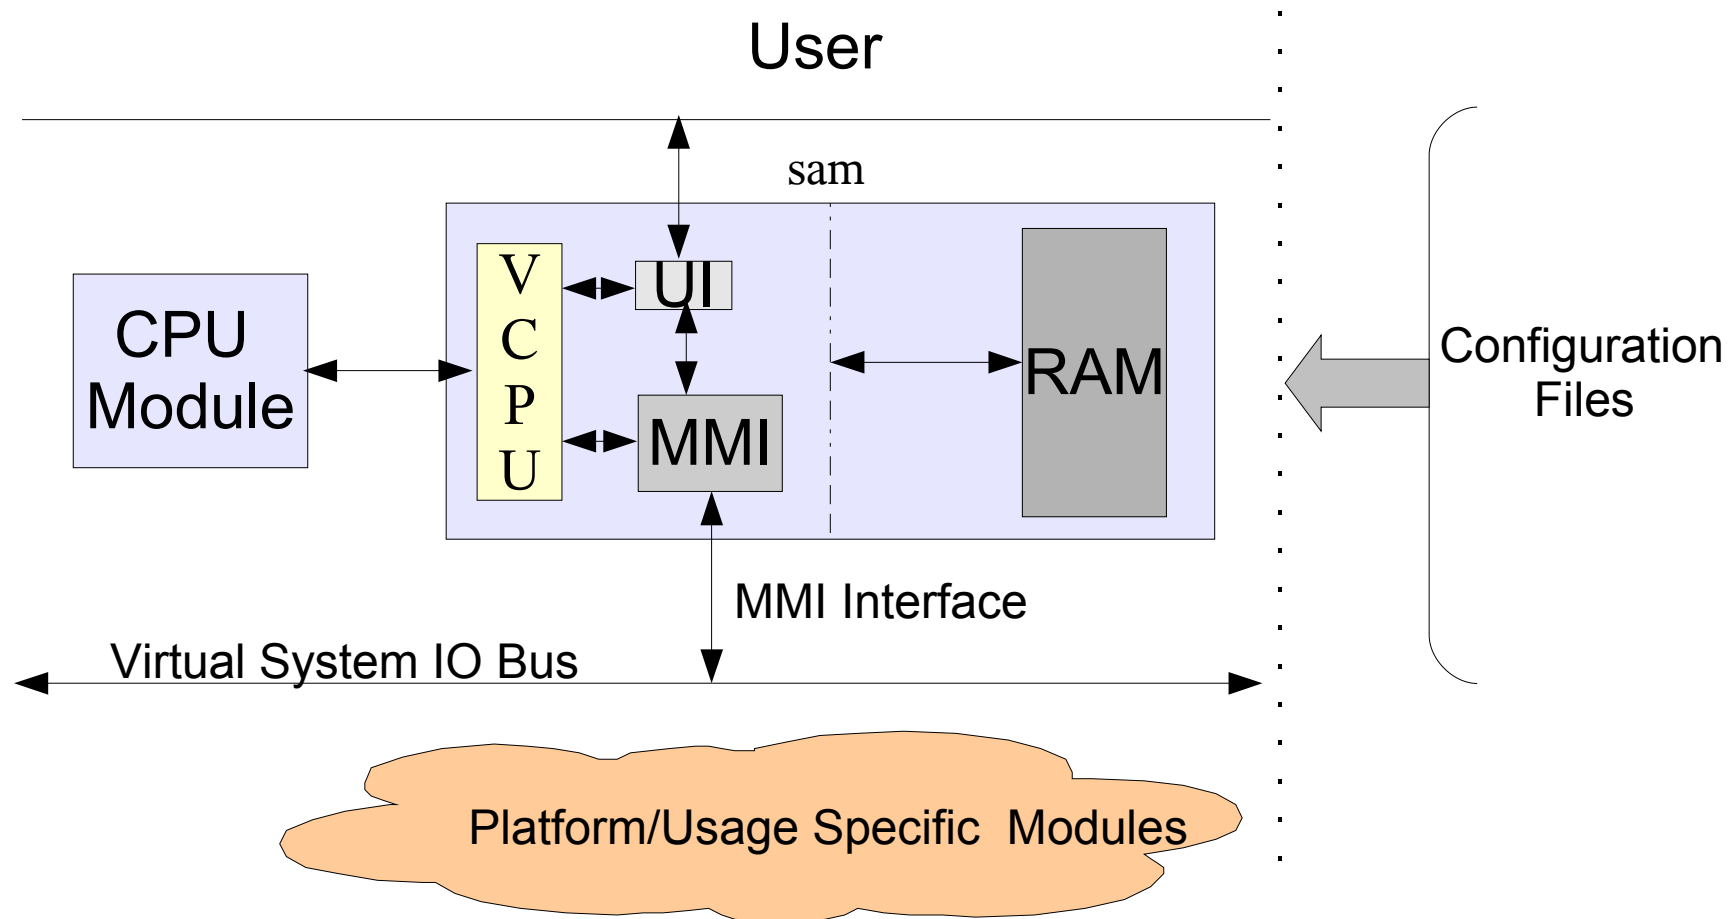 User
sam
V
C
P
U
UI
CPU
Module
MMI
RAM
Configuration
Files
MMI Interface
Virtual System IO Bus
Platform/Usage Specific Modules